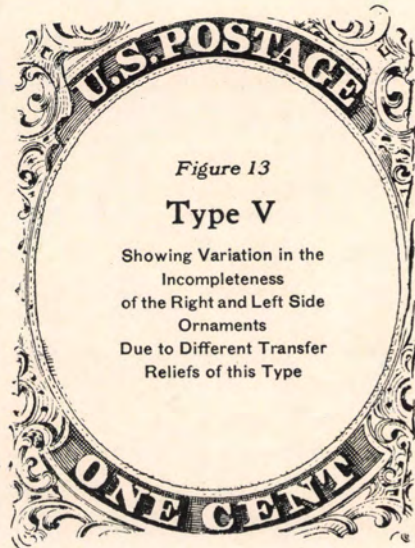 U.S. POSTAGE
Figure 13
Type V
Showing Variation in the
Incompleteness
of the Right and Left Side
Ornaments
Due to Different Transfer
Reliefs of this Type
ONE CENT